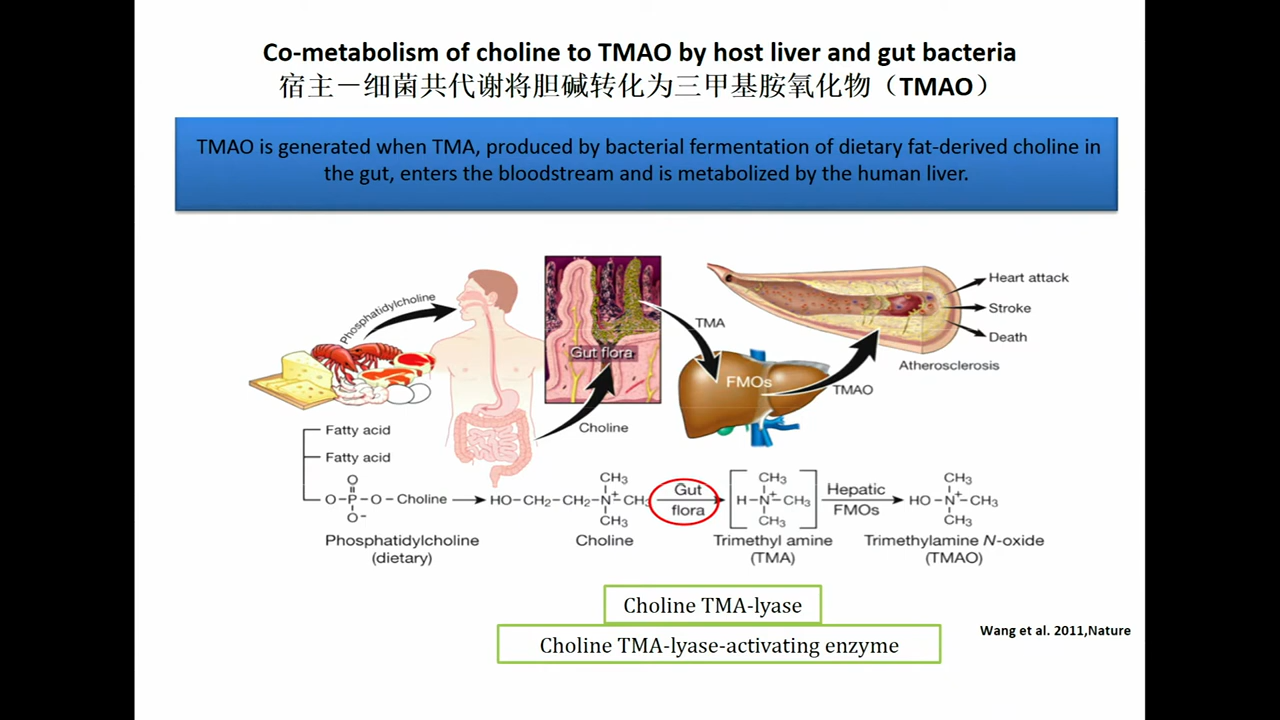 Co-metabolism of choline to TMAO by host liver and gut bacteria
宿主－细菌共代谢将胆碱转化为三甲基胺氧化物（TMAO）
TMAO is generated when TMA, produced by bacterial fermentation of dietary fat-derived choline in
the gut, enters the bloodstream and is metabolized by the human liver.
Phosphatidylcholine
Gut flora
Choline
TMA
FMOs
TMAO
Heart attack
Stroke
Death
Atherosclerosis
Fatty acid
Fatty acid
O
O–P–O–Choline
O–
Phosphatidylcholine
(dietary)
CH3
HO–CH2–CH2–N+–CH3
CH3
Choline
Gut
flora
CH3
H–N+–CH3
CH3
Trimethyl amine
(TMA)
Hepatic
FMOs
CH3
HO–N+–CH3
CH3
Trimethylamine N-oxide
(TMAO)
Choline TMA-lyase
Choline TMA-lyase-activating enzyme
Wang et al. 2011,Nature